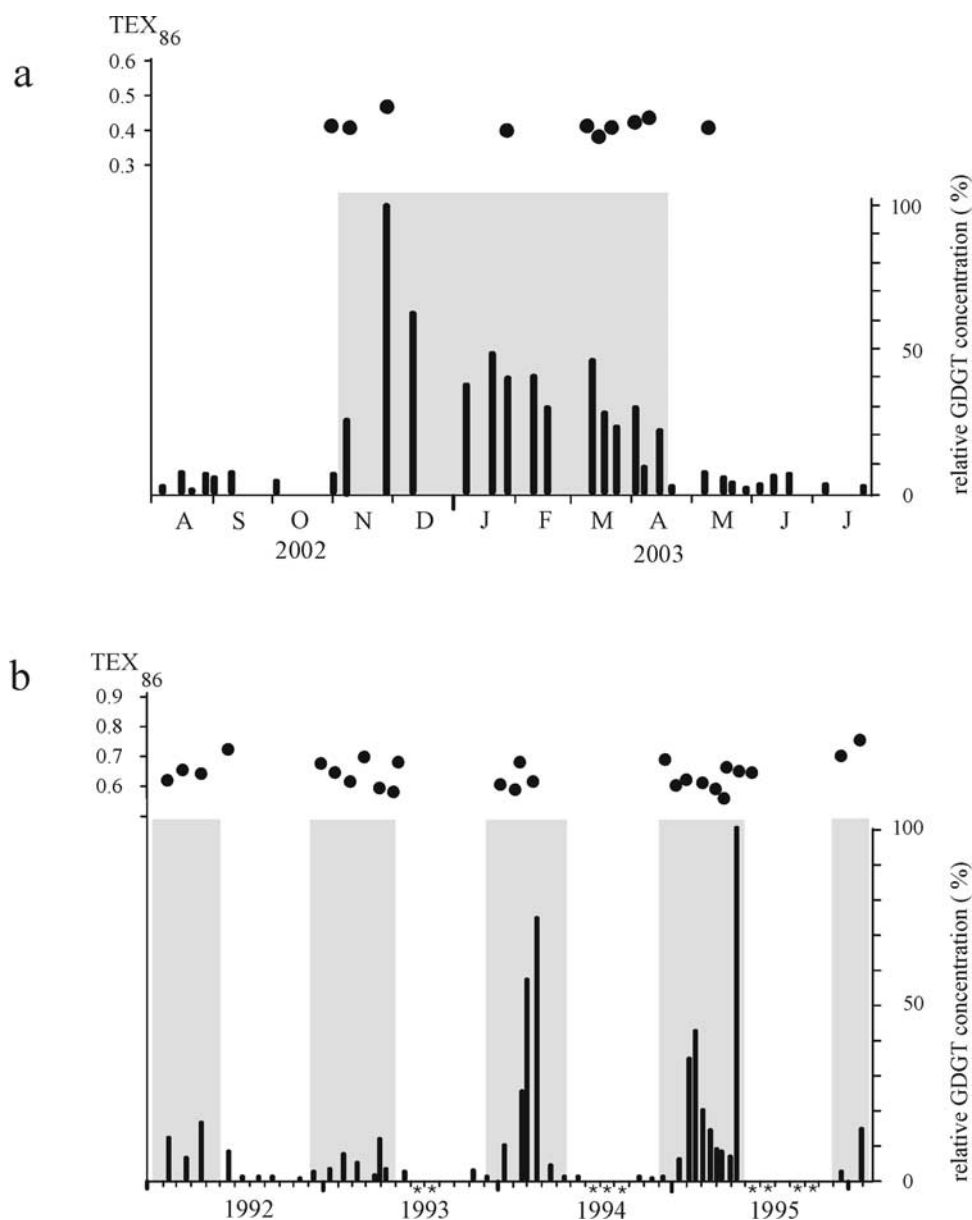 a
TEX86
0.6
0.5
0.4
0.3
100
50
0
relative GDGT concentration ( %)
A S O N D J F M A M J J
2002 2003
b
TEX86
0.9
0.8
0.7
0.6
100
50
0
relative GDGT concentration ( %)
** *** ** **
1992 1993 1994 1995